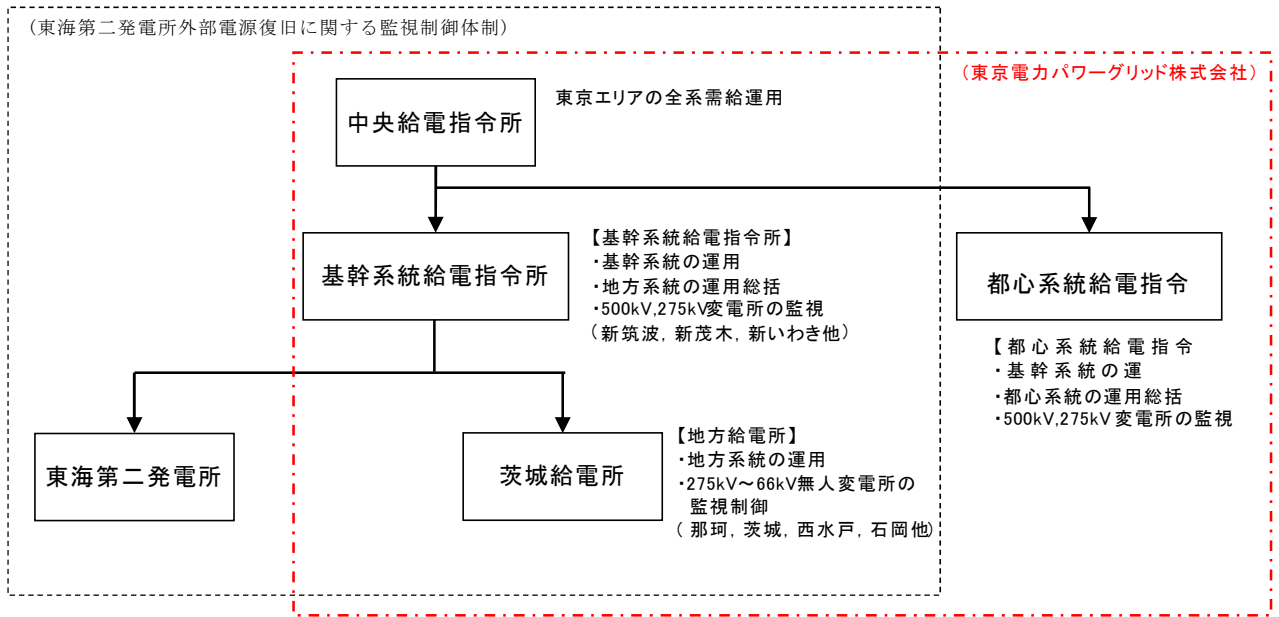 (東海第二発電所外部電源復旧に関する監視制御体制)
(東京電力パワーグリッド株式会社)
中央給電指令所
東京エリアの全系需給運用
基幹系統給電指令所
【基幹系統給電指令所】
・基幹系統の運用
・地方系統の運用総括
・500kV,275kV変電所の監視
(新筑波, 新茂木, 新いわき他)
都心系統給電指令
【都心系統給電指令
・基幹系統の運
・都心系統の運用総括
・500kV,275kV変電所の監視
東海第二発電所
茨城給電所
【地方給電所】
・地方系統の運用
・275kV～66kV無人変電所の
監視制御
(那珂, 茨城, 西水戸, 石岡他)